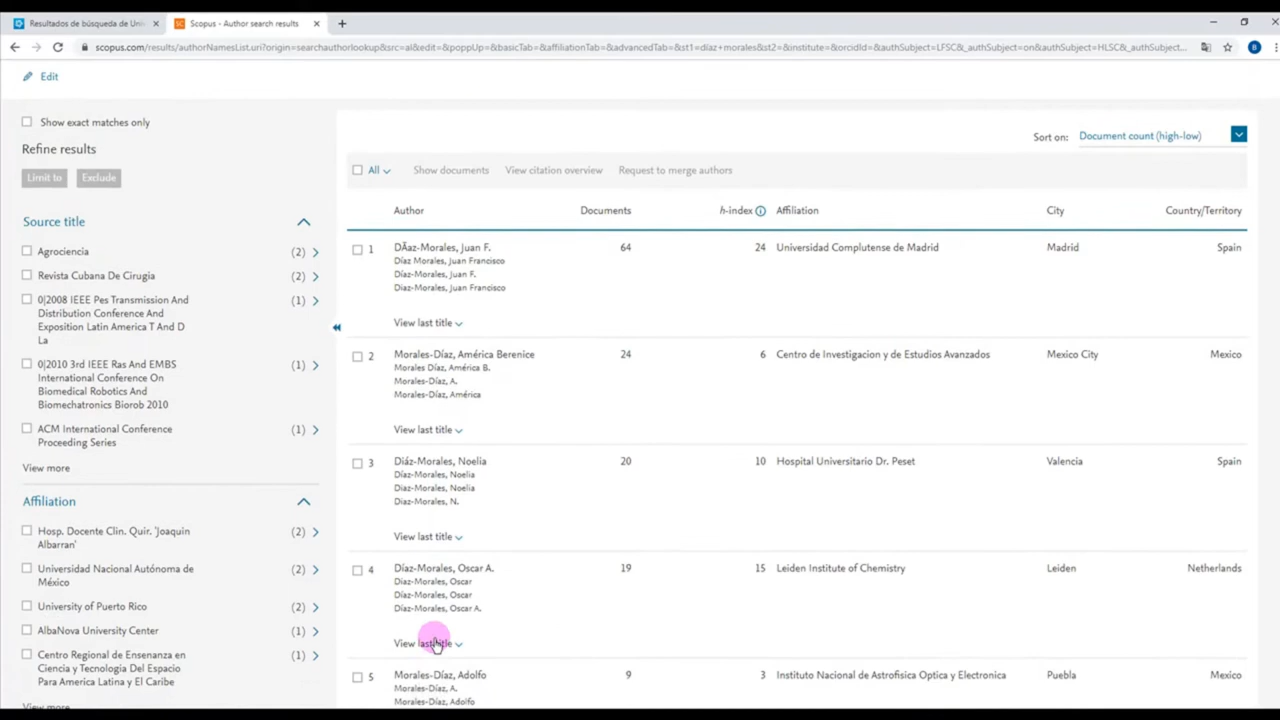 Resultados de búsqueda de Uni
Scopus - Author search results
scopus.com/results/authorNamesList.uri?origin=searchauthorlookup&src=al&edit=&poppUp=&basicTab=&affiliationTab=&advancedTab=&st1=díaz+morales&st2=&institute=&orcidId=&authSubject=LFSC&_authSubject=on&authSubject=HLSC&_authSubject...
B
Edit
Show exact matches only
Refine results
Limit to Exclude
Source title
Agrociencia (2)
Revista Cubana De Cirugia (2)
0|2008 IEEE Pes Transmission And (1)
Distribution Conference And
Exposition Latin America T And D
La
0|2010 3rd IEEE Ras And EMBS (1)
International Conference On
Biomedical Robotics And
Biomechatronics Biorob 2010
ACM International Conference (1)
Proceeding Series
View more
Affiliation
Hosp. Docente Clin. Quir. 'Joaquin (2)
Albarran'
Universidad Nacional Autónoma de (2)
México
University of Puerto Rico (2)
AlbaNova University Center (1)
Centro Regional de Ensenanza en (1)
Ciencia y Tecnologia Del Espacio
Para America Latina y El Caribe
View more
Sort on: Document count (high-low)
All Show documents View citation overview Request to merge authors
Author Documents h-index Affiliation City Country/Territory
1 DÃaz-Morales, Juan F. 64 24 Universidad Complutense de Madrid Madrid Spain
Díaz Morales, Juan Francisco
Díaz-Morales, Juan F.
Díaz-Morales, Juan Francisco
View last title
2 Morales-Díaz, América Berenice 24 6 Centro de Investigacion y de Estudios Avanzados Mexico City Mexico
Morales Díaz, América B.
Morales-Díaz, A.
Morales-Díaz, América
View last title
3 Diáz-Morales, Noelia 20 10 Hospital Universitario Dr. Peset Valencia Spain
Díaz-Morales, Noelia
Diaz-Morales, Noelia
Diaz-Morales, N.
View last title
4 Díaz-Morales, Oscar A. 19 15 Leiden Institute of Chemistry Leiden Netherlands
Diaz-Morales, Oscar
Díaz-Morales, Oscar
Diaz-Morales, Oscar A.
View last title
5 Morales-Díaz, Adolfo 9 3 Instituto Nacional de Astrofisica Optica y Electronica Puebla Mexico
Morales-Díaz, A.
Morales-Díaz, Adolfo